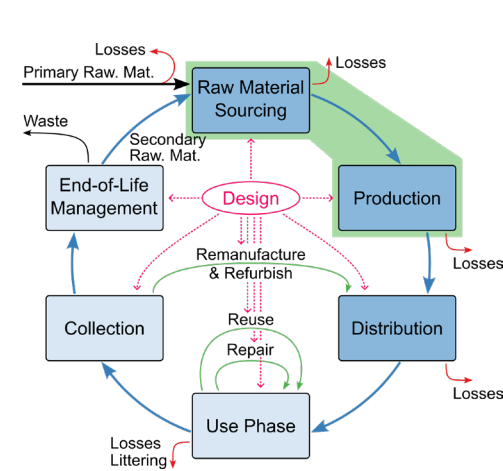 Losses
Losses
Primary Raw. Mat.
Raw Material
Sourcing
Waste
Secondary
Raw. Mat.
End-of-Life
Management
Design
Production
Remanufacture
& Refurbish
Losses
Collection
Reuse
Distribution
Repair
Losses
Use Phase
Losses
Littering